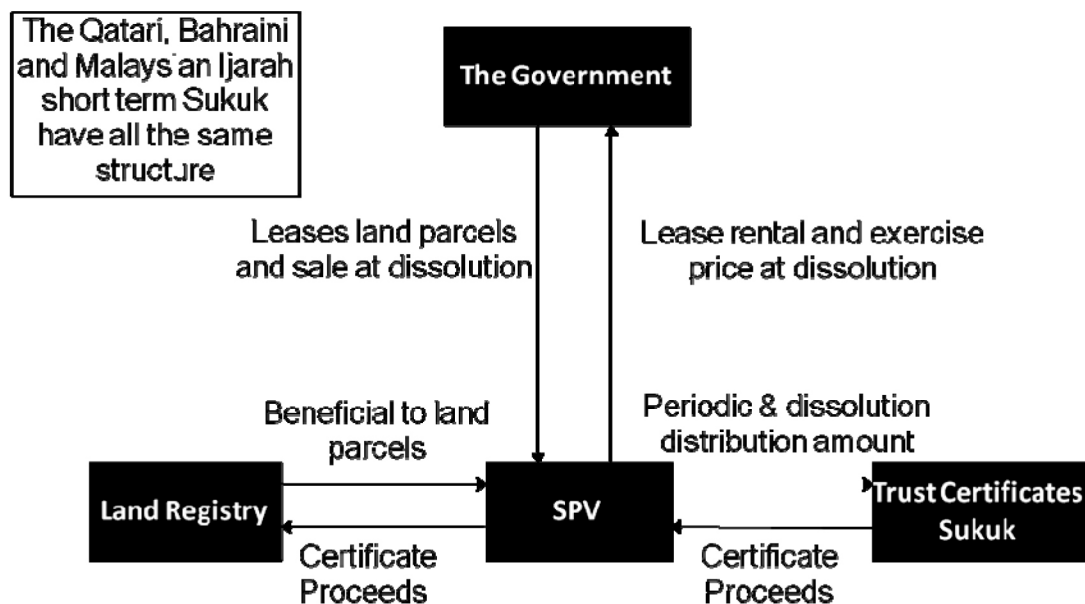 The Qatari, Bahraini
and Malaysian Ijarah
short term Sukuk
have all the same
structure
The Government
Leases land parcels
and sale at dissolution
Lease rental and exercise
price at dissolution
Beneficial to land
parcels
Periodic & dissolution
distribution amount
Land Registry
SPV
Trust Certificates
Sukuk
Certificate
Proceeds
Certificate
Proceeds